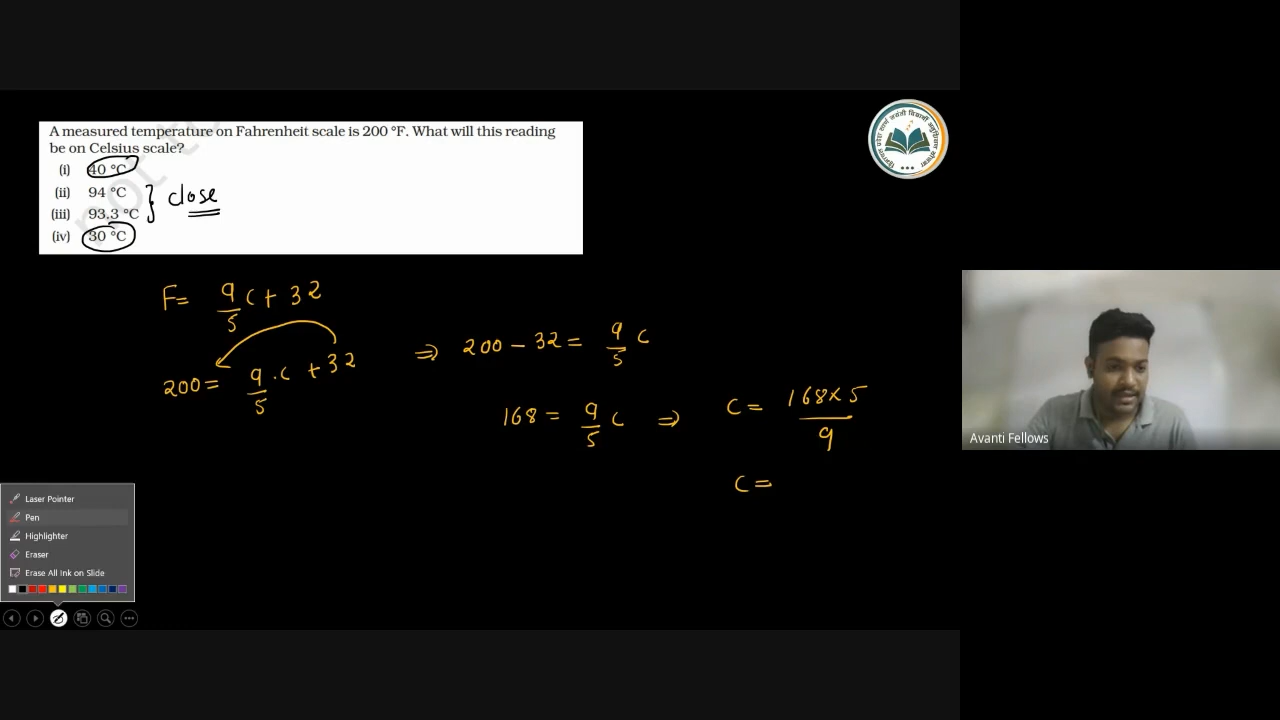 A measured temperature on Fahrenheit scale is 200 °F. What will this reading
be on Celsius scale?
(i) 40 °C
(ii) 94 °C
(iii) 93.3 °C
(iv) 30 °C
} close
F = 9/5 C + 32
200 = 9/5 . C + 32
⇒ 200 - 32 = 9/5 C
168 = 9/5 C ⇒ C = 168 × 5 / 9
C =
Avanti Fellows
Laser Pointer
Pen
Highlighter
Eraser
Erase All Ink on Slide